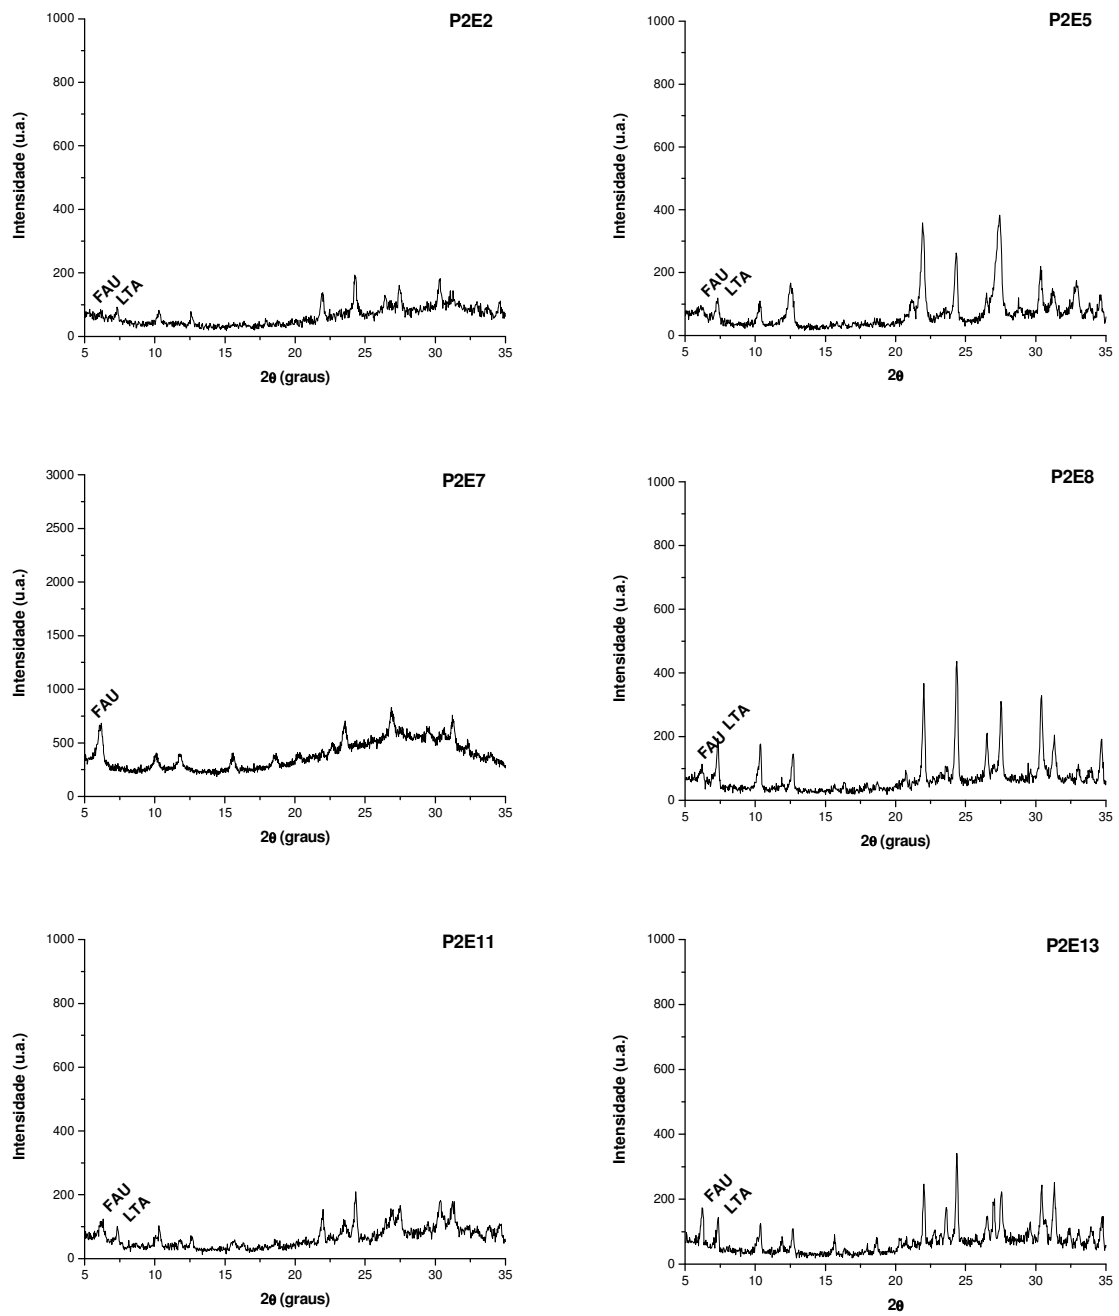 P2E2
1000
800
600
400
200
0
Intensidade (u.a.)
FAU
LTA
5 10 15 20 25 30 35
2θ (graus)
P2E5
1000
800
600
400
200
0
Intensidade (u.a.)
FAU
LTA
5 10 15 20 25 30 35
2θ
P2E7
3000
2500
2000
1500
1000
500
0
Intensidade (u.a.)
FAU
5 10 15 20 25 30 35
2θ (graus)
P2E8
1000
800
600
400
200
0
Intensidade (u.a.)
FAU LTA
5 10 15 20 25 30 35
2θ (graus)
P2E11
1000
800
600
400
200
0
Intensidade (u.a.)
FAU
LTA
5 10 15 20 25 30 35
2θ (graus)
P2E13
1000
800
600
400
200
0
Intensidade (u.a.)
FAU
LTA
5 10 15 20 25 30 35
2θ